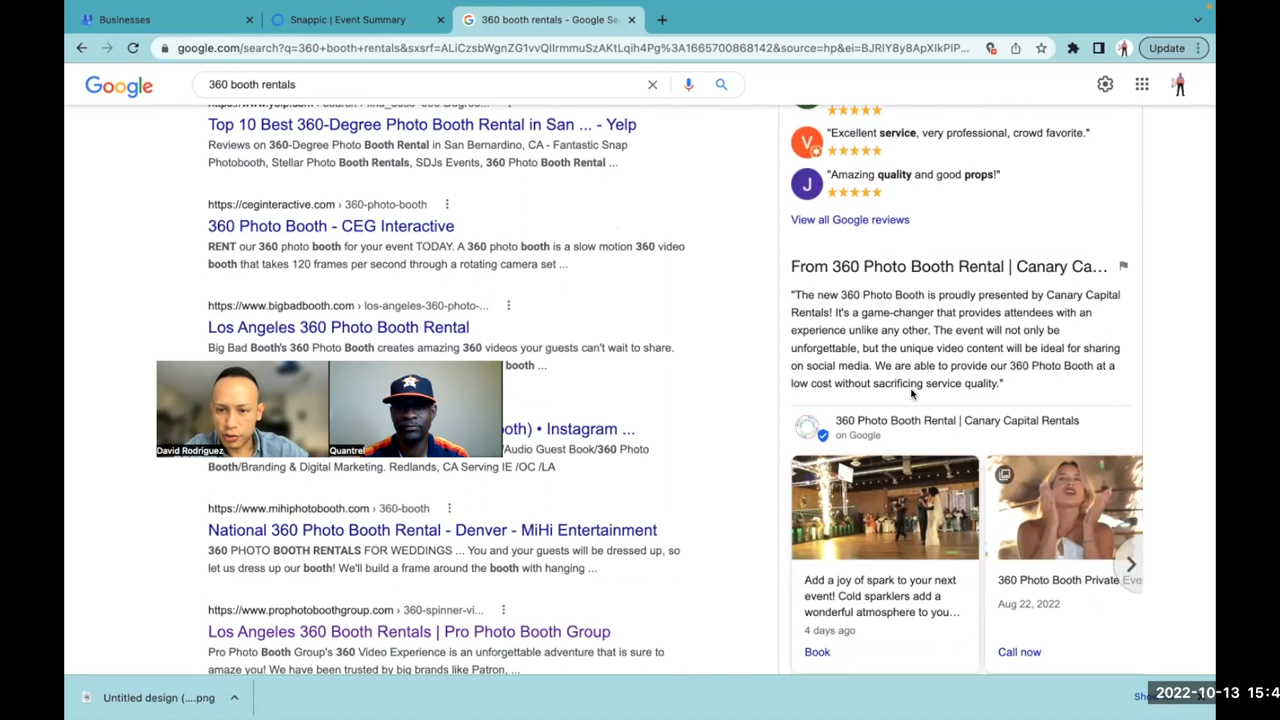 Businesses
Snappic | Event Summary
360 booth rentals - Google Se
google.com/search?q=360+booth+rentals&sxsrf=ALiCzsbWgnZG1vvQIlrmmuSzAKtLqih4Pg%3A1665700868142&source=hp&ei=BJRIY8y8ApXIkPIP...
Update
Google
360 booth rentals
Top 10 Best 360-Degree Photo Booth Rental in San ... - Yelp
Reviews on 360-Degree Photo Booth Rental in San Bernardino, CA - Fantastic Snap
Photobooth, Stellar Photo Booth Rentals, SDJs Events, 360 Photo Booth Rental ...
https://ceginteractive.com › 360-photo-booth
360 Photo Booth - CEG Interactive
RENT our 360 photo booth for your event TODAY. A 360 photo booth is a slow motion 360 video
booth that takes 120 frames per second through a rotating camera set ...
https://www.bigbadbooth.com › los-angeles-360-photo-...
Los Angeles 360 Photo Booth Rental
Big Bad Booth's 360 Photo Booth creates amazing 360 videos your guests can't wait to share.
booth ...
David Rodriguez
Quantrel
ooth) • Instagram ...
/Audio Guest Book/360 Photo
Booth/Branding & Digital Marketing. Redlands, CA Serving IE /OC /LA
https://www.mihiphotobooth.com › 360-booth
National 360 Photo Booth Rental - Denver - MiHi Entertainment
360 PHOTO BOOTH RENTALS FOR WEDDINGS ... You and your guests will be dressed up, so
let us dress up our booth! We'll build a frame around the booth with hanging ...
https://www.prophotoboothgroup.com › 360-spinner-vi...
Los Angeles 360 Booth Rentals | Pro Photo Booth Group
Pro Photo Booth Group's 360 Video Experience is an unforgettable adventure that is sure to
amaze you! We have been trusted by big brands like Patron, ...
V
"Excellent service, very professional, crowd favorite."
J
"Amazing quality and good props!"
View all Google reviews
From 360 Photo Booth Rental | Canary Ca...
"The new 360 Photo Booth is proudly presented by Canary Capital
Rentals! It's a game-changer that provides attendees with an
experience unlike any other. The event will not only be
unforgettable, but the unique video content will be ideal for sharing
on social media. We are able to provide our 360 Photo Booth at a
low cost without sacrificing service quality."
360 Photo Booth Rental | Canary Capital Rentals
on Google
Add a joy of spark to your next
event! Cold sparklers add a
wonderful atmosphere to you...
4 days ago
Book
360 Photo Booth Private Eve
Aug 22, 2022
Call now
Untitled design (....png
Sho
2022-10-13 15:4